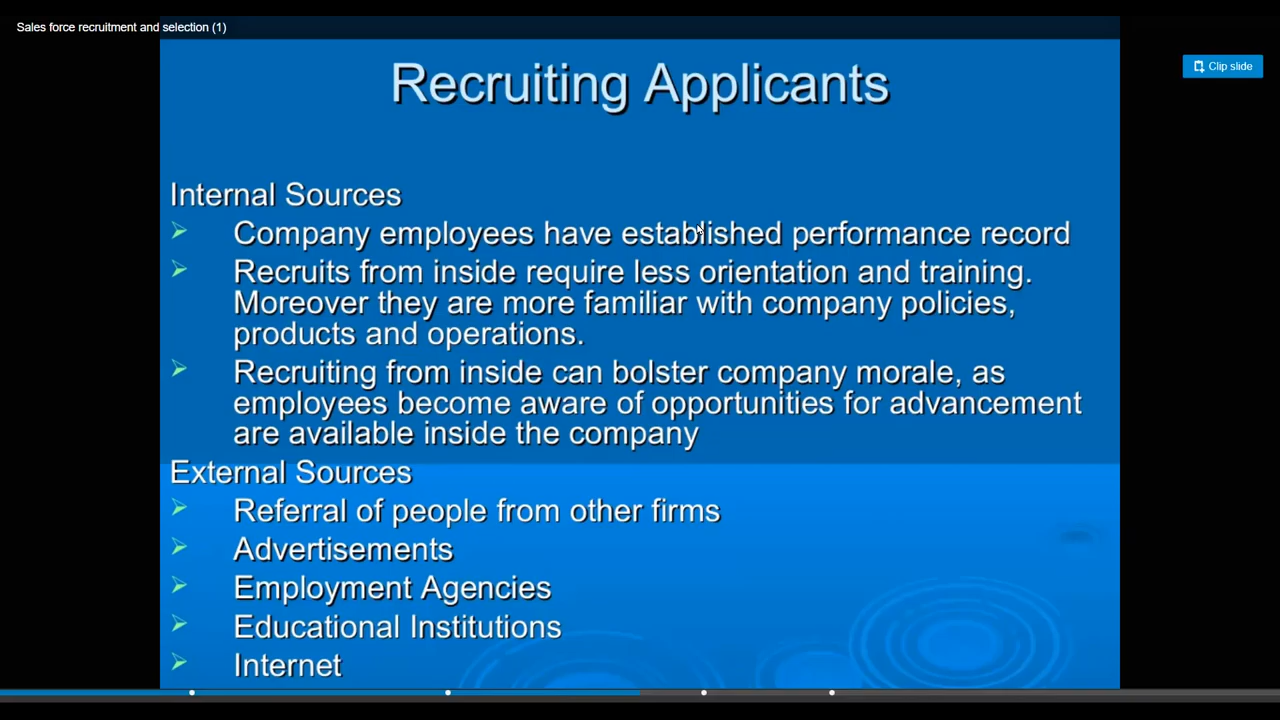 Sales force recruitment and selection (1)
Clip slide
Recruiting Applicants
Internal Sources
Company employees have established performance record
Recruits from inside require less orientation and training.
Moreover they are more familiar with company policies,
products and operations.
Recruiting from inside can bolster company morale, as
employees become aware of opportunities for advancement
are available inside the company
External Sources
Referral of people from other firms
Advertisements
Employment Agencies
Educational Institutions
Internet